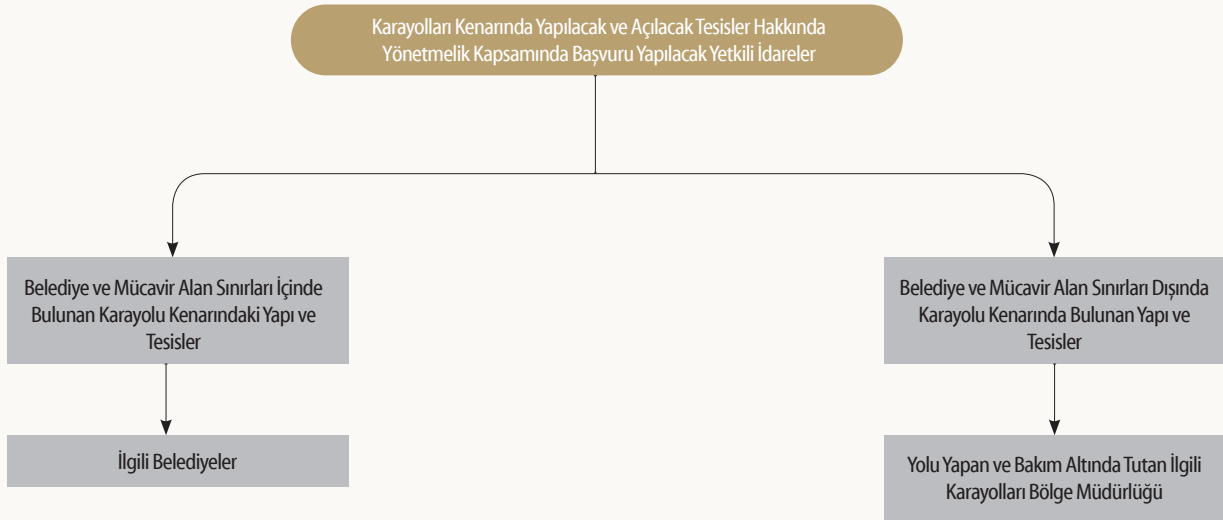 Karayolları Kenarında Yapılacak ve Açılacak Tesisler Hakkında
Yönetmelik Kapsamında Başvuru Yapılacak Yetkili İdareler
Belediye ve Mücavir Alan Sınırları İçinde
Bulunan Karayolu Kenarındaki Yapı ve
Tesisler
Belediye ve Mücavir Alan Sınırları Dışında
Karayolu Kenarında Bulunan Yapı ve
Tesisler
İlgili Belediyeler
Yolu Yapan ve Bakım Altında Tutan İlgili
Karayolları Bölge Müdürlüğü